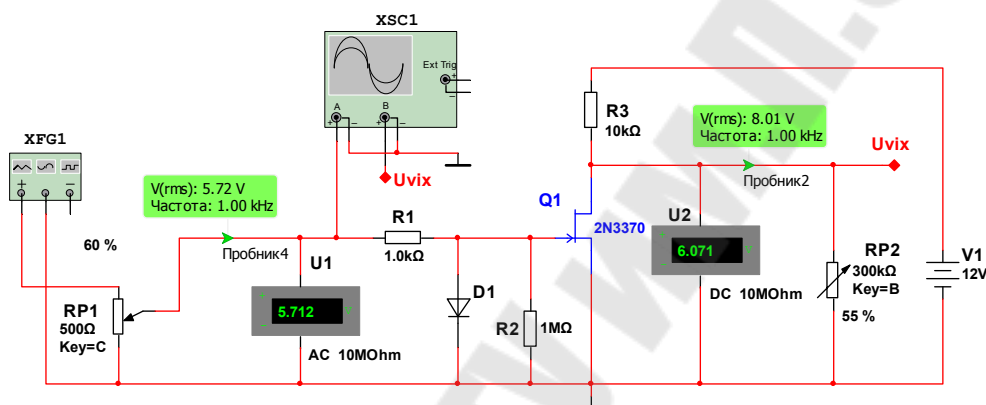 XSC1
Ext Trig
+
−
A
B
+ − + −
XFG1
+ −
V(rms): 5.72 V
Частота: 1.00 kHz
Uvix
R3
10kΩ
V(rms): 8.01 V
Частота: 1.00 kHz
Uvix
Пробник2
Q1
2N3370
60 %
Пробник4
R1
1.0kΩ
U2
+
−
6.071
DC 10MOhm
RP2
300kΩ
Key=B
55 %
V1
12V
U1
5.712
AC 10MOhm
RP1
500Ω
Key=C
D1
R2
1MΩ